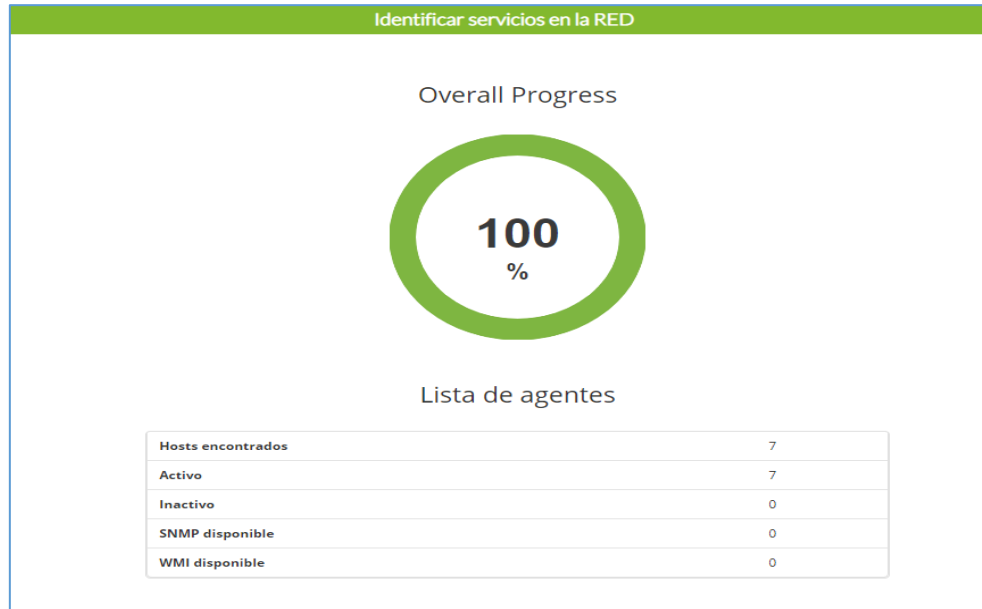 Identificar servicios en la RED
Overall Progress
100
%
Lista de agentes
Hosts encontrados 7
Activo 7
Inactivo 0
SNMP disponible 0
WMI disponible 0